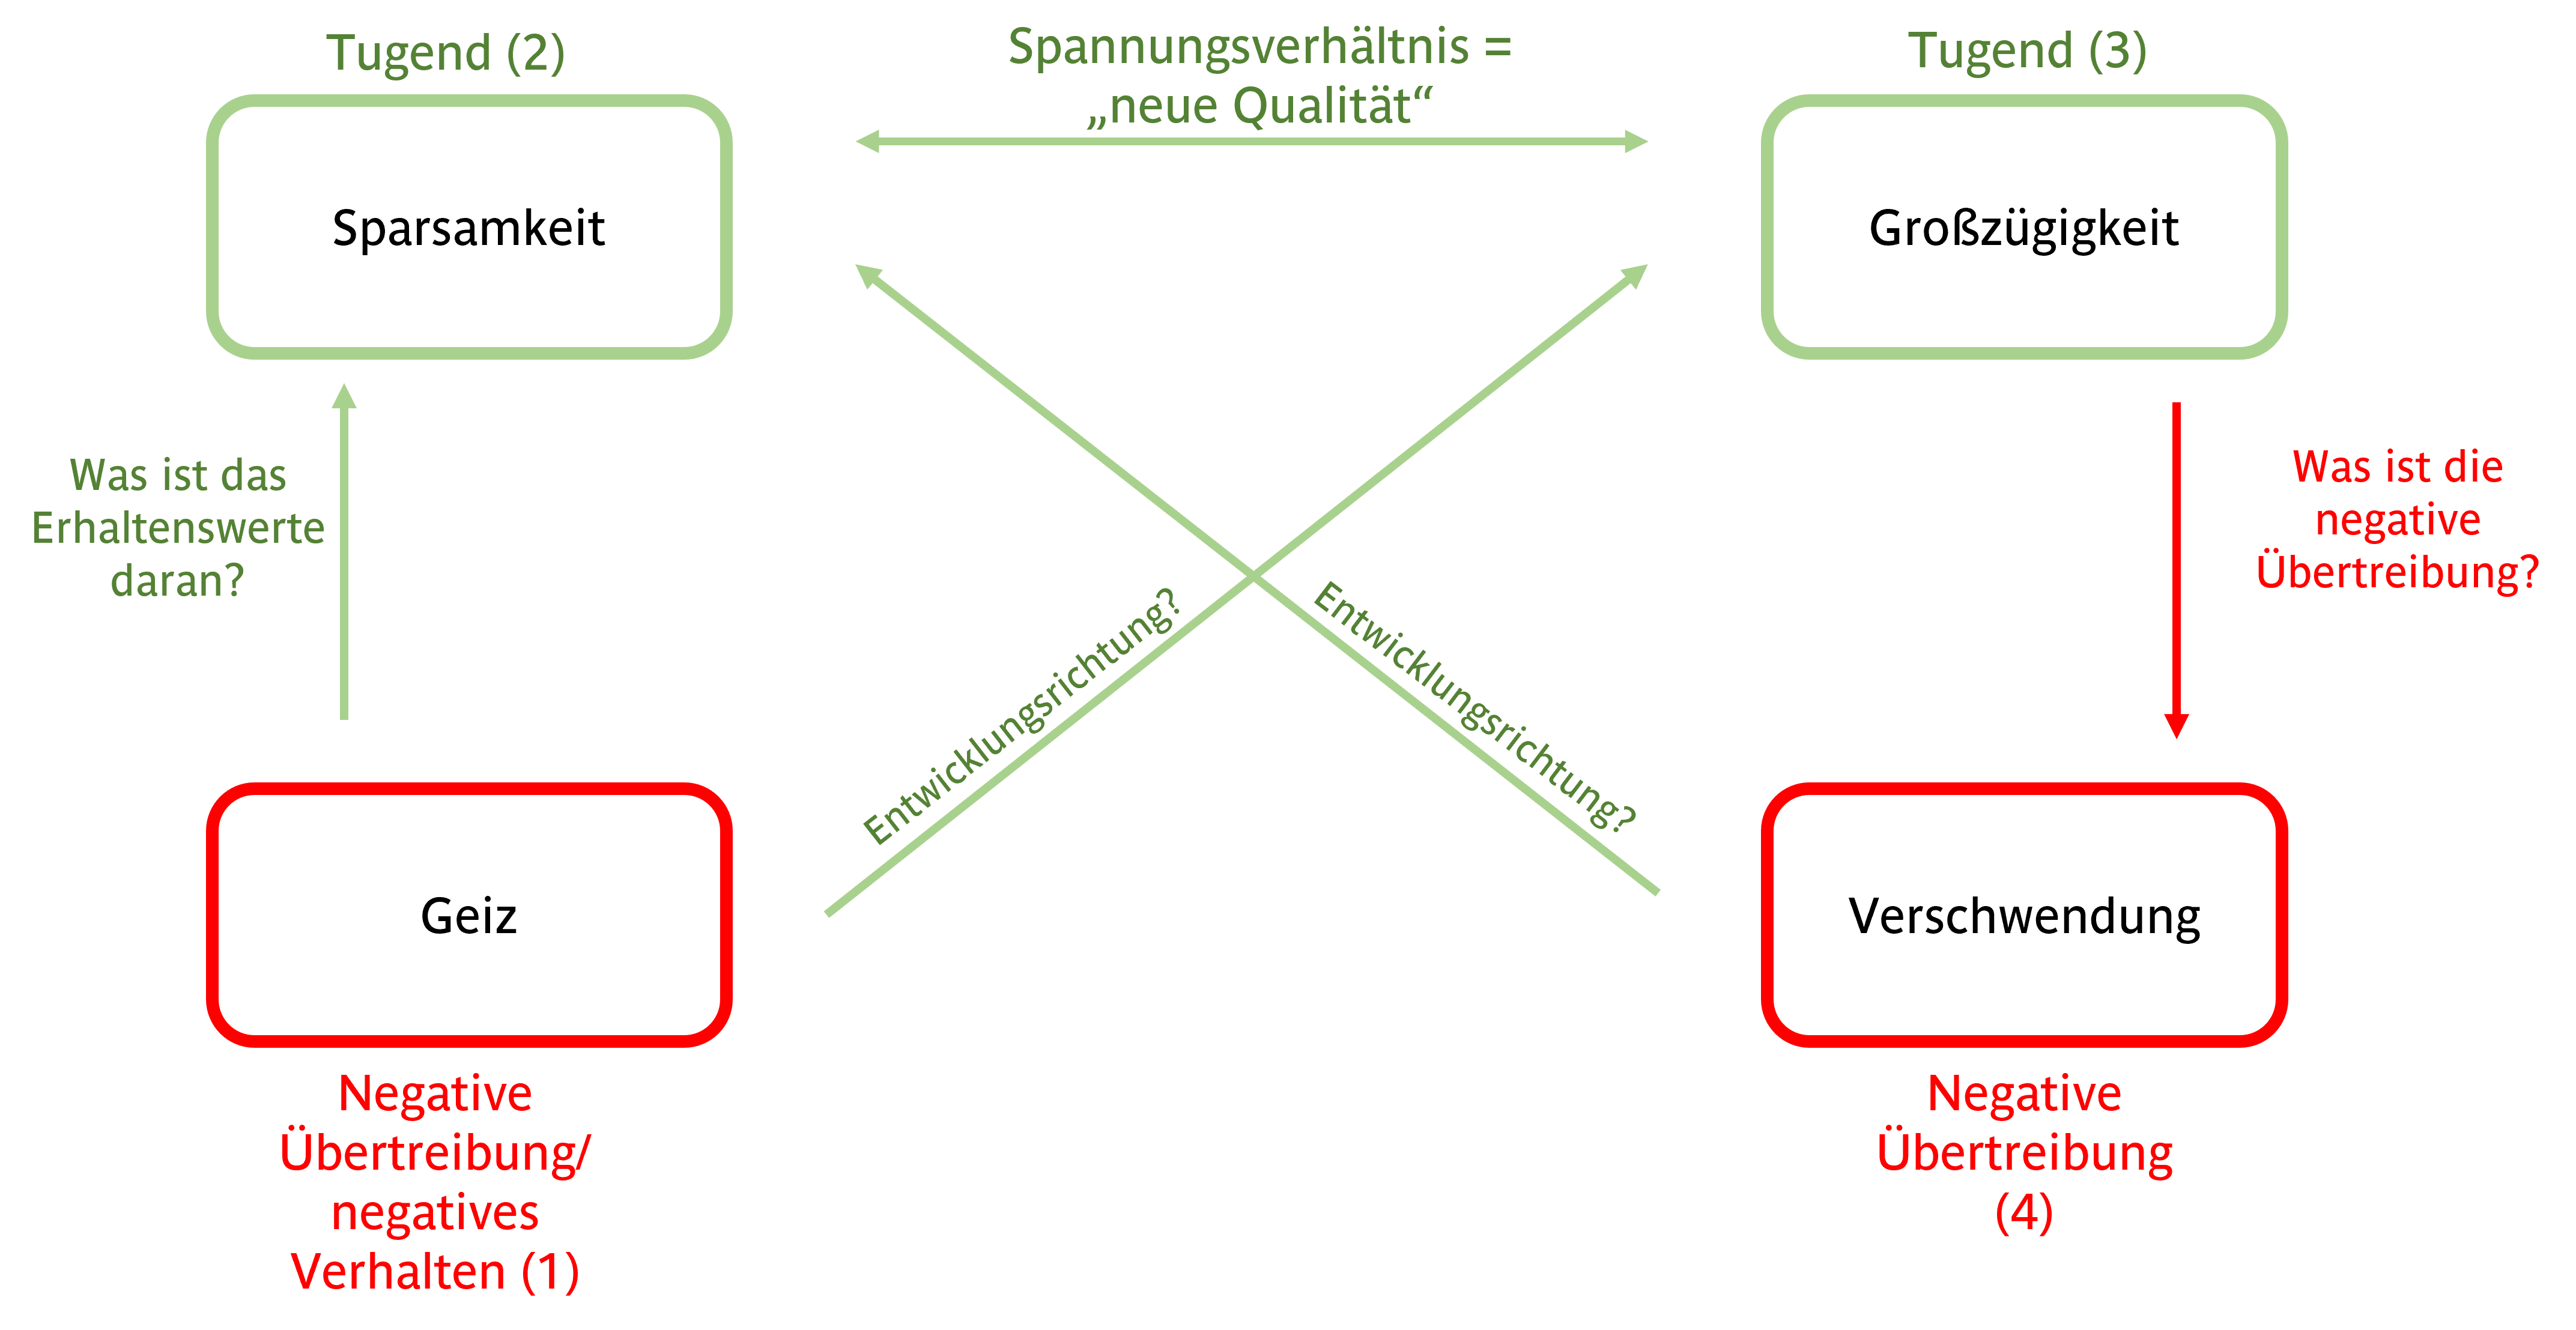 Tugend (2)
Spannungsverhältnis =
„neue Qualität“
Tugend (3)
Sparsamkeit
Großzügigkeit
Was ist das
Erhaltenswerte
daran?
Entwicklungsrichtung?
Entwicklungsrichtung?
Was ist die
negative
Übertreibung?
Geiz
Verschwendung
Negative
Übertreibung/
negatives
Verhalten (1)
Negative
Übertreibung
(4)